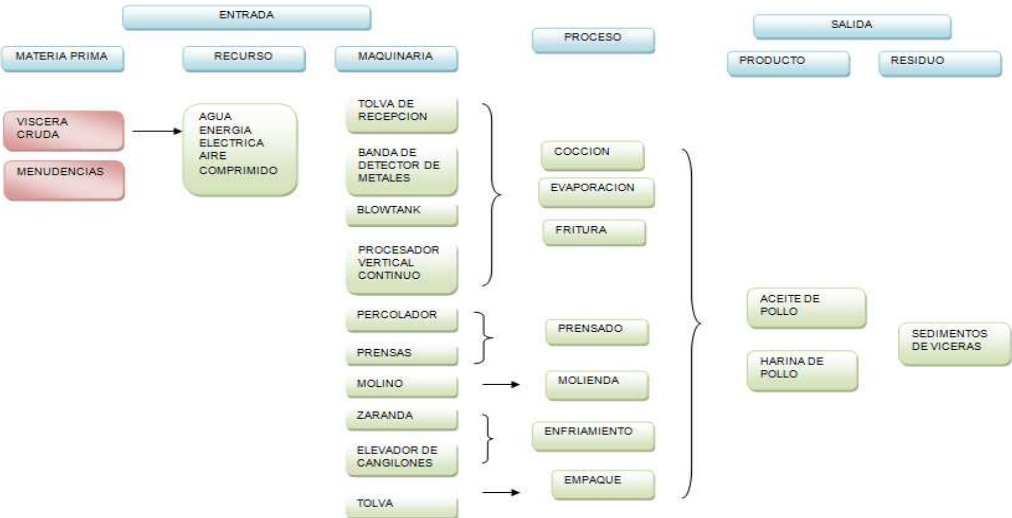 ENTRADA
SALIDA
PROCESO
MATERIA PRIMA
RECURSO
MAQUINARIA
PRODUCTO
RESIDUO
VISCERA
CRUDA
MENUDENCIAS
AGUA
ENERGIA
ELECTRICA
AIRE
COMPRIMIDO
TOLVA DE
RECEPCION
BANDA DE
DETECTOR DE
METALES
BLOWTANK
PROCESADOR
VERTICAL
CONTINUO
PERCOLADOR
PRENSAS
MOLINO
ZARANDA
ELEVADOR DE
CANGILONES
TOLVA
COCCION
EVAPORACION
FRITURA
PRENSADO
MOLIENDA
ENFRIAMIENTO
EMPAQUE
ACEITE DE
POLLO
HARINA DE
POLLO
SEDIMENTOS
DE VICERAS